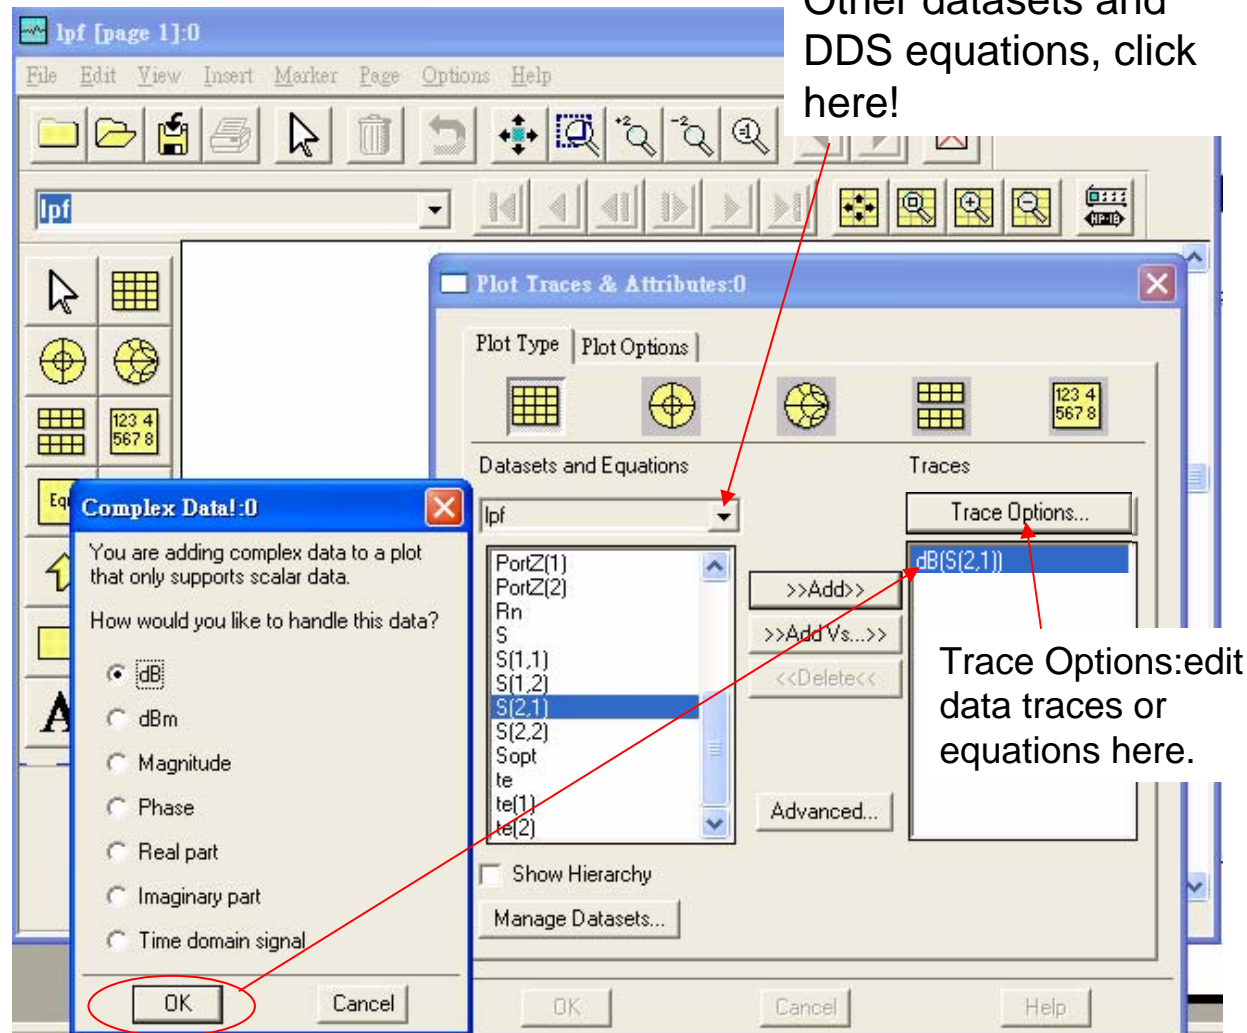 Other datasets and
DDS equations, click
here!
lpf [page 1]:0
File Edit View Insert Marker Page Options Help
+2
-2
lpf
Plot Traces & Attributes:0
Plot Type
Plot Options
123 4
567 8
123 4
567 8
Datasets and Equations
Traces
lpf
Trace Options...
PortZ(1)
PortZ(2)
Rn
S
S(1,1)
S(1,2)
S(2,1)
S(2,2)
Sopt
te
te(1)
te(2)
>>Add>>
>>Add Vs...>>
<<Delete<<
Advanced...
dB(S(2,1))
Trace Options:edit
data traces or
equations here.
Show Hierarchy
Manage Datasets...
OK
Cancel
Help
Complex Data!:0
You are adding complex data to a plot
that only supports scalar data.
How would you like to handle this data?
dB
dBm
Magnitude
Phase
Real part
Imaginary part
Time domain signal
OK
Cancel
A